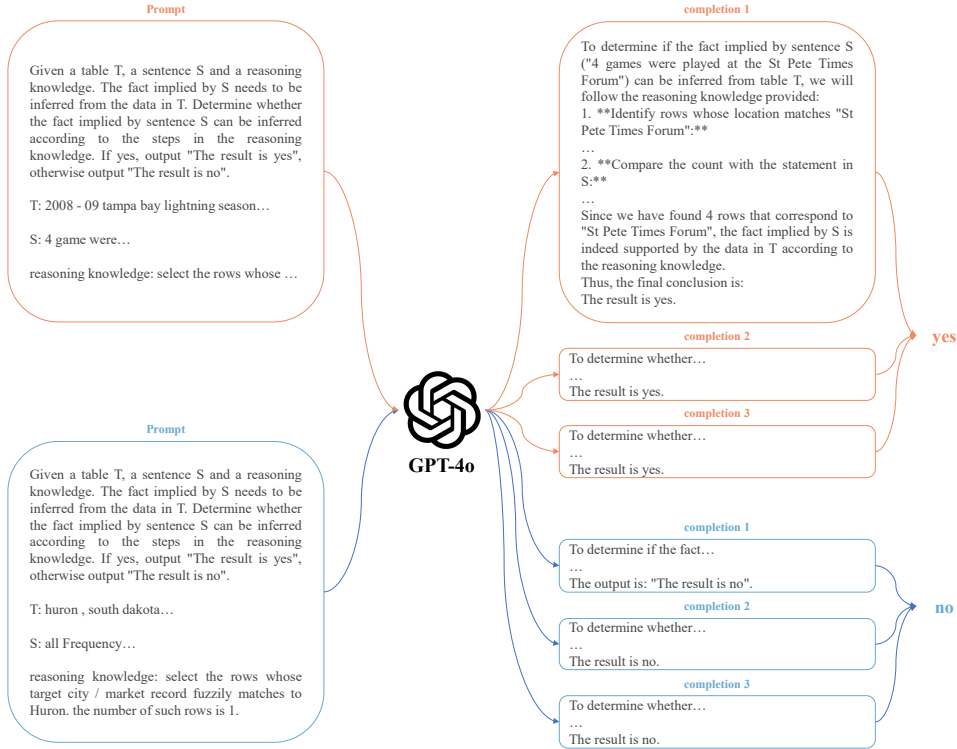 Prompt
Given a table T, a sentence S and a reasoning
knowledge. The fact implied by S needs to be
inferred from the data in T. Determine whether
the fact implied by sentence S can be inferred
according to the steps in the reasoning
knowledge. If yes, output "The result is yes",
otherwise output "The result is no".
T: 2008 - 09 tampa bay lightning season…
S: 4 game were…
reasoning knowledge: select the rows whose …
Prompt
Given a table T, a sentence S and a reasoning
knowledge. The fact implied by S needs to be
inferred from the data in T. Determine whether
the fact implied by sentence S can be inferred
according to the steps in the reasoning
knowledge. If yes, output "The result is yes",
otherwise output "The result is no".
T: huron , south dakota…
S: all Frequency…
reasoning knowledge: select the rows whose
target city / market record fuzzily matches to
Huron. the number of such rows is 1.
GPT-4o
completion 1
To determine if the fact implied by sentence S
("4 games were played at the St Pete Times
Forum") can be inferred from table T, we will
follow the reasoning knowledge provided:
1. **Identify rows whose location matches "St
Pete Times Forum":**
…
2. **Compare the count with the statement in
S:**
…
Since we have found 4 rows that correspond to
"St Pete Times Forum", the fact implied by S is
indeed supported by the data in T according to
the reasoning knowledge.
Thus, the final conclusion is:
The result is yes.
completion 2
To determine whether…
…
The result is yes.
completion 3
To determine whether…
…
The result is yes.
yes
completion 1
To determine if the fact…
…
The output is: "The result is no".
completion 2
To determine whether…
…
The result is no.
completion 3
To determine whether…
…
The result is no.
no